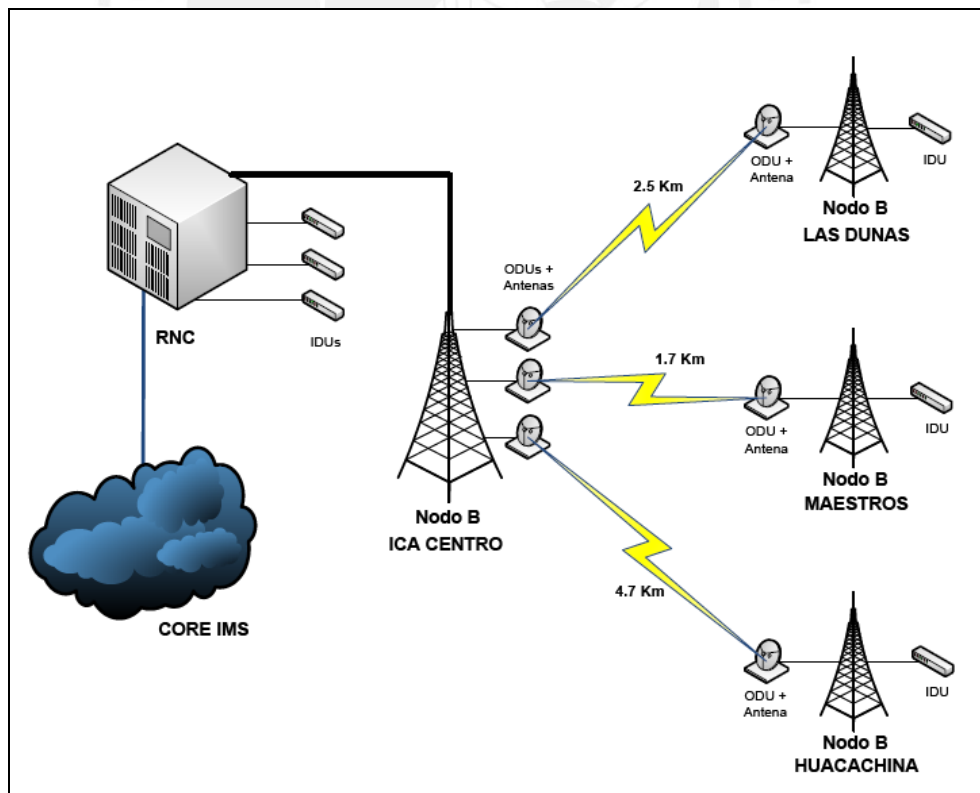 ODU +
Antena
IDU
Nodo B
LAS DUNAS
2.5 Km
ODUs +
Antenas
RNC
IDUs
1.7 Km
ODU +
Antena
IDU
Nodo B
MAESTROS
Nodo B
ICA CENTRO
4.7 Km
CORE IMS
ODU +
Antena
IDU
Nodo B
HUACACHINA